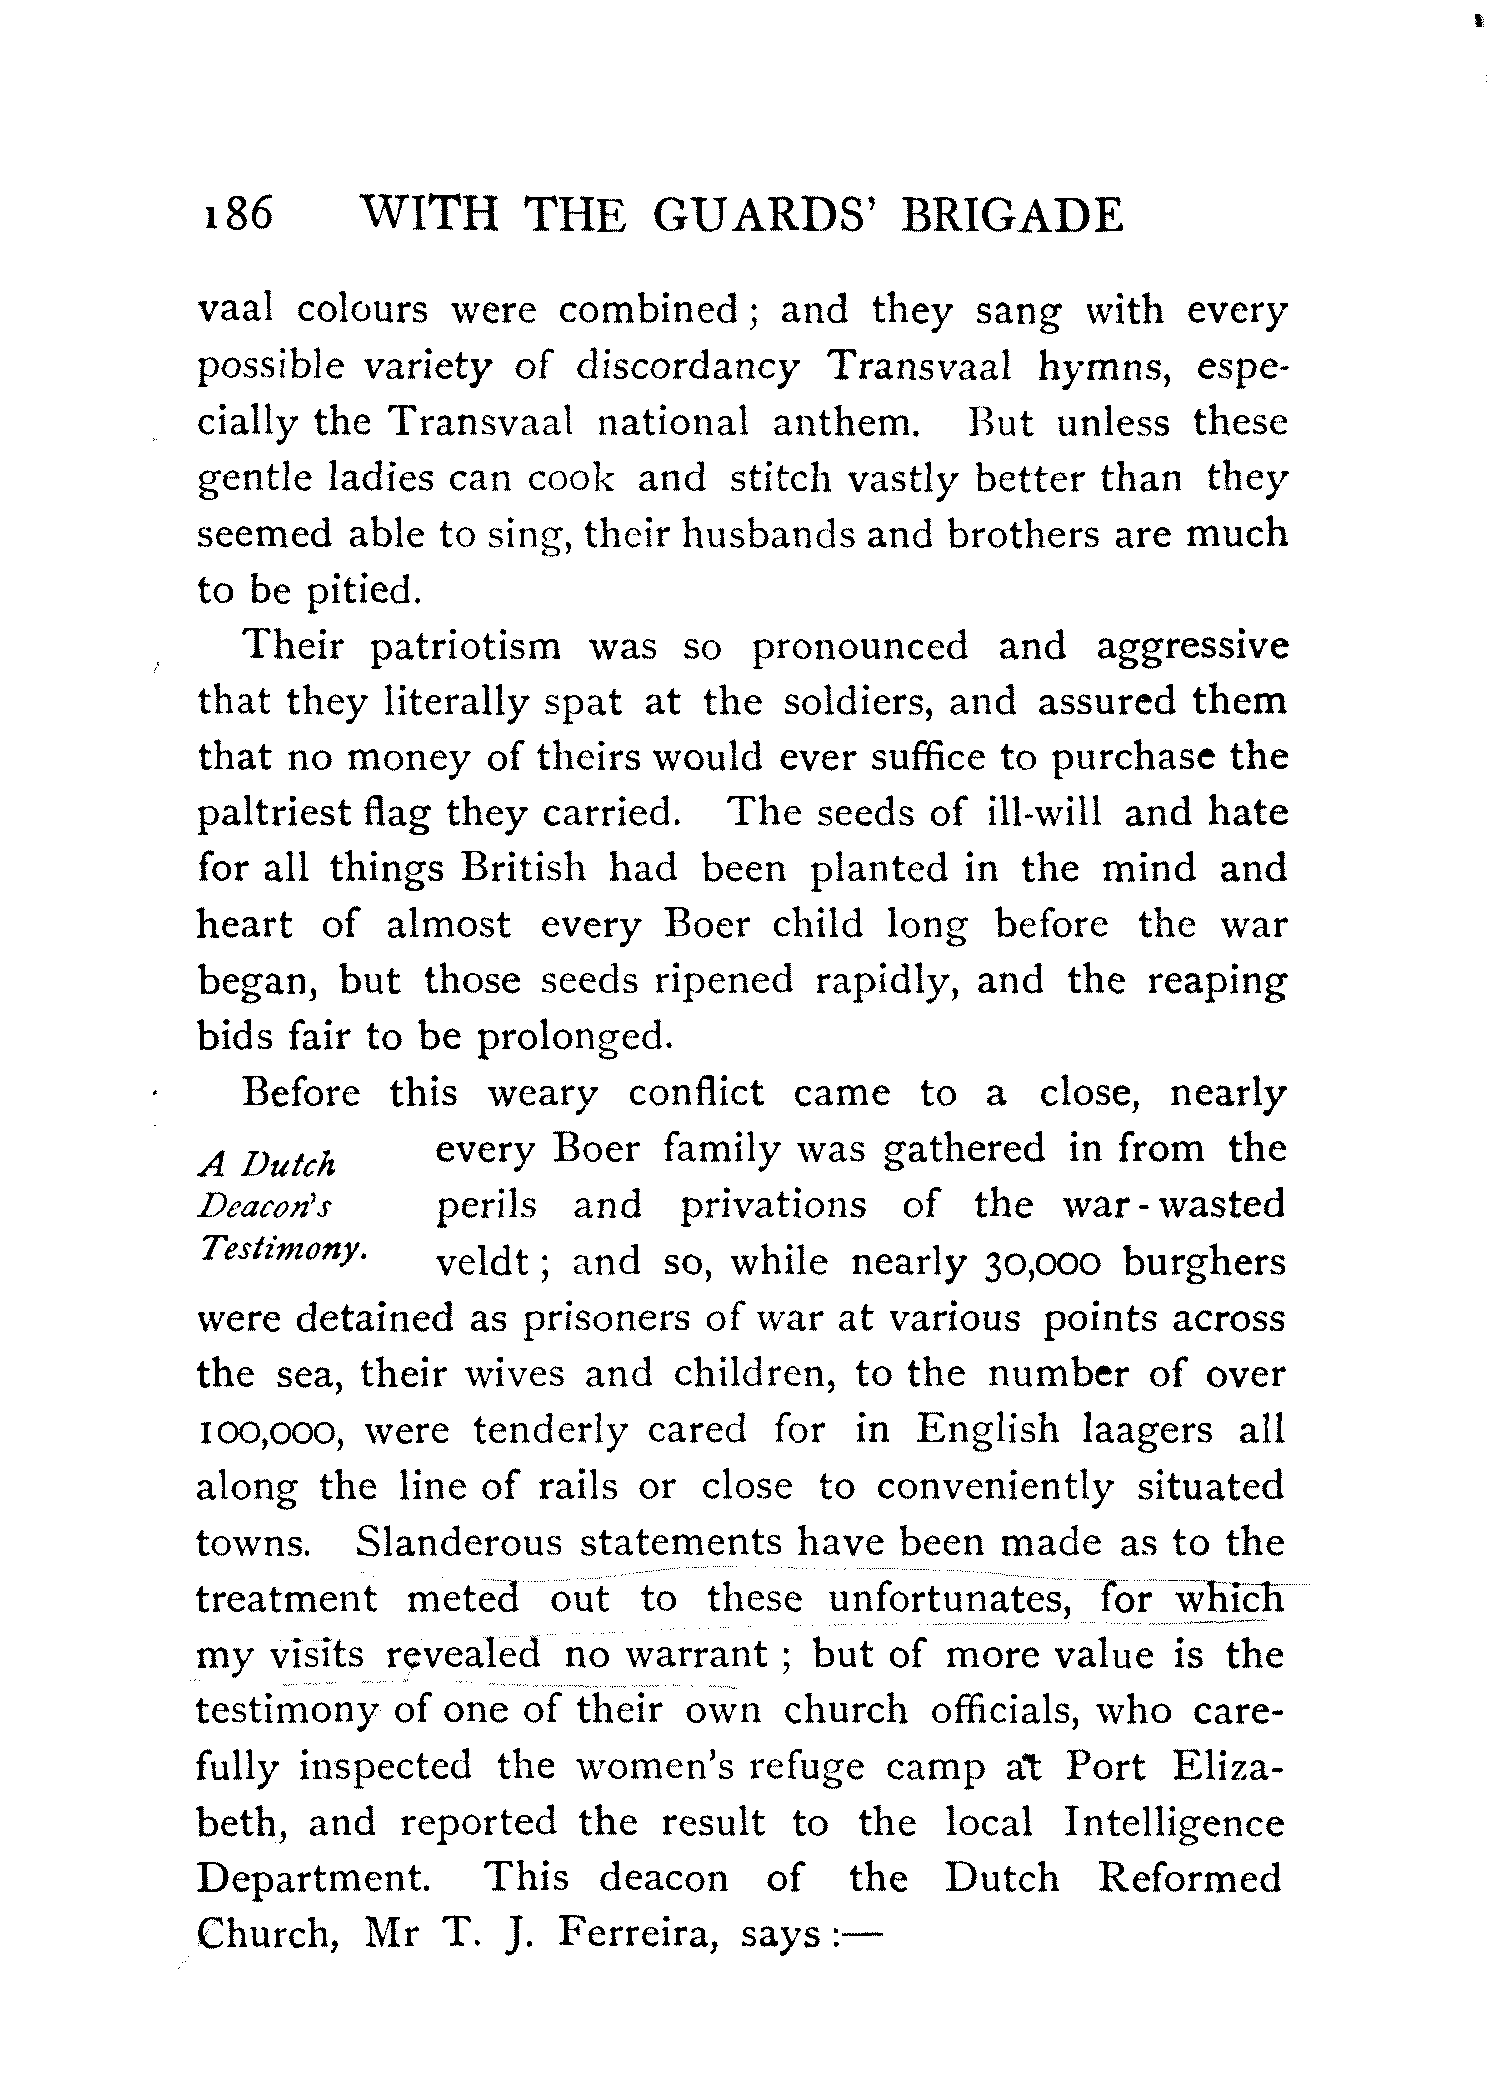 186 WITH THE GUARDS' BRIGADE
vaal colours were combined; and they sang with every
possible variety of discordancy Transvaal hymns, espe-
cially the Transvaal national anthem. But unless these
gentle ladies can cook and stitch vastly better than they
seemed able to sing, their husbands and brothers are much
to be pitied.
Their patriotism was so pronounced and aggressive
that they literally spat at the soldiers, and assured them
that no money of theirs would ever suffice to purchase the
paltriest flag they carried. The seeds of ill-will and hate
for all things British had been planted in the mind and
heart of almost every Boer child long before the war
began, but those seeds ripened rapidly, and the reaping
bids fair to be prolonged.
Before this weary conflict came to a close, nearly
A Dutch
Deacon's
Testimony.
every Boer family was gathered in from the
perils and privations of the war-wasted
veldt; and so, while nearly 30,000 burghers
were detained as prisoners of war at various points across
the sea, their wives and children, to the number of over
100,000, were tenderly cared for in English laagers all
along the line of rails or close to conveniently situated
towns. Slanderous statements have been made as to the
treatment meted out to these unfortunates, for which
my visits revealed no warrant; but of more value is the
testimony of one of their own church officials, who care-
fully inspected the women's refuge camp at Port Eliza-
beth, and reported the result to the local Intelligence
Department. This deacon of the Dutch Reformed
Church, Mr T. J. Ferreira, says:—